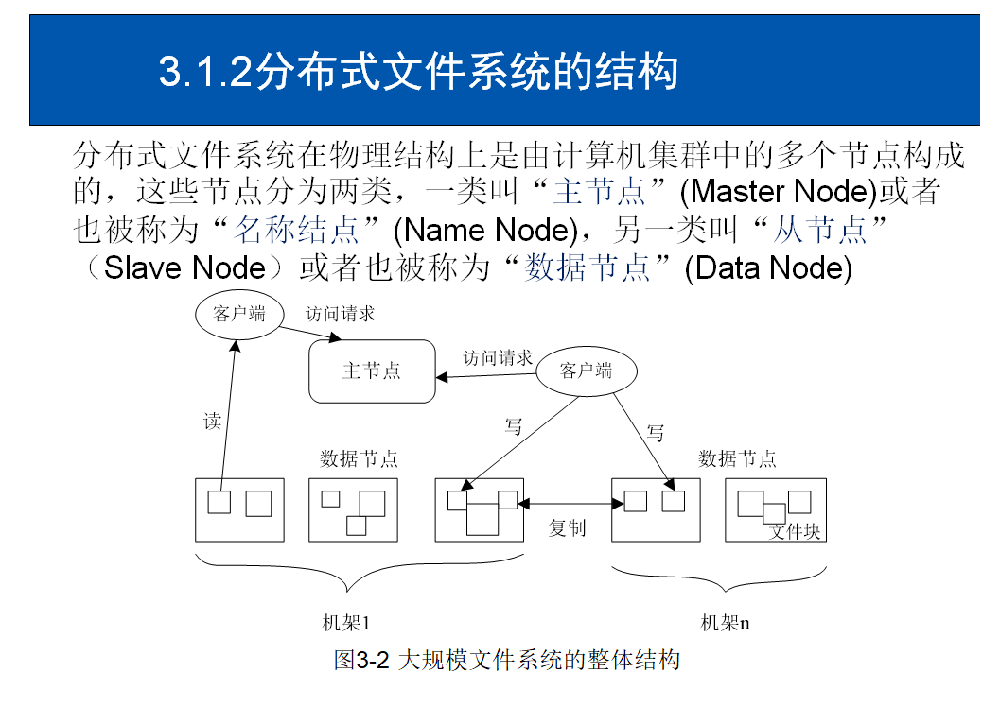 3.1.2分布式文件系统的结构
分布式文件系统在物理结构上是由计算机集群中的多个节点构成
的，这些节点分为两类，一类叫“主节点”(Master Node)或者
也被称为“名称结点”(Name Node)，另一类叫“从节点”
（Slave Node）或者也被称为“数据节点”(Data Node)
客户端
访问请求
主节点
访问请求
客户端
读
写
写
数据节点
数据节点
复制
文件块
机架1
机架n
图3-2 大规模文件系统的整体结构